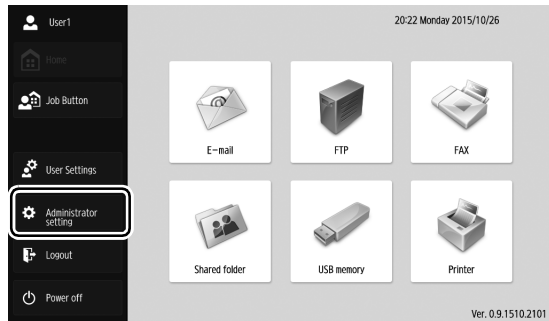 User1
20:22 Monday 2015/10/26
Home
Job Button
User Settings
Administrator
setting
Logout
Power off
E-mail
FTP
FAX
Shared folder
USB memory
Printer
Ver. 0.9.1510.2101